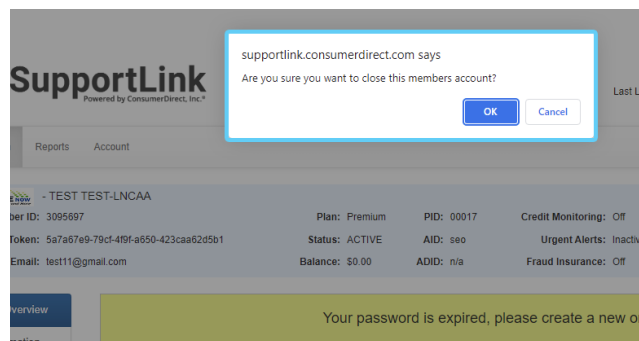 supportlink.consumerdirect.com says
Are you sure you want to close this members account?
OK Cancel
SupportLink
Powered by ConsumerDirect, Inc.®
Last L
Reports Account
- TEST TEST-LNCAA
ber ID: 3095697 Plan: Premium PID: 00017 Credit Monitoring: Off
Token: 5a7a67e9-79cf-4f9f-a650-423caa62d5b1 Status: ACTIVE AID: seo Urgent Alerts: Inactiv
Email: test11@gmail.com Balance: $0.00 ADID: n/a Fraud Insurance: Off
Overview
Your password is expired, please create a new o